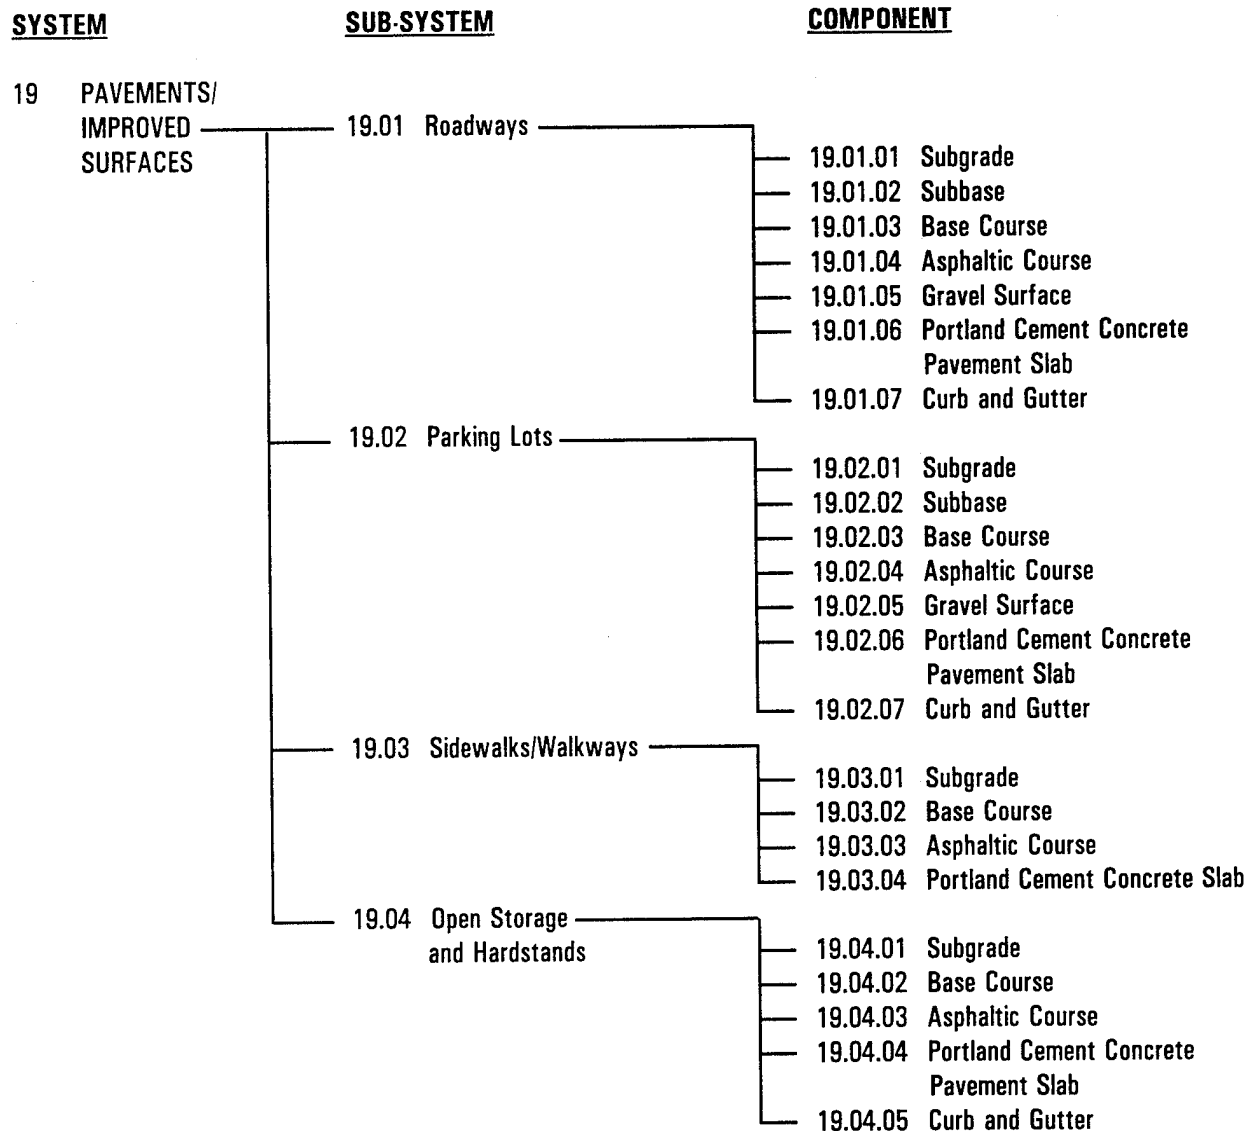 SYSTEM SUB-SYSTEM COMPONENT
19 PAVEMENTS/
IMPROVED 19.01 Roadways
SURFACES
19.01.01 Subgrade
19.01.02 Subbase
19.01.03 Base Course
19.01.04 Asphaltic Course
19.01.05 Gravel Surface
19.01.06 Portland Cement Concrete
Pavement Slab
19.01.07 Curb and Gutter
19.02 Parking Lots
19.02.01 Subgrade
19.02.02 Subbase
19.02.03 Base Course
19.02.04 Asphaltic Course
19.02.05 Gravel Surface
19.02.06 Portland Cement Concrete
Pavement Slab
19.02.07 Curb and Gutter
19.03 Sidewalks/Walkways
19.03.01 Subgrade
19.03.02 Base Course
19.03.03 Asphaltic Course
19.03.04 Portland Cement Concrete Slab
19.04 Open Storage
and Hardstands
19.04.01 Subgrade
19.04.02 Base Course
19.04.03 Asphaltic Course
19.04.04 Portland Cement Concrete
Pavement Slab
19.04.05 Curb and Gutter